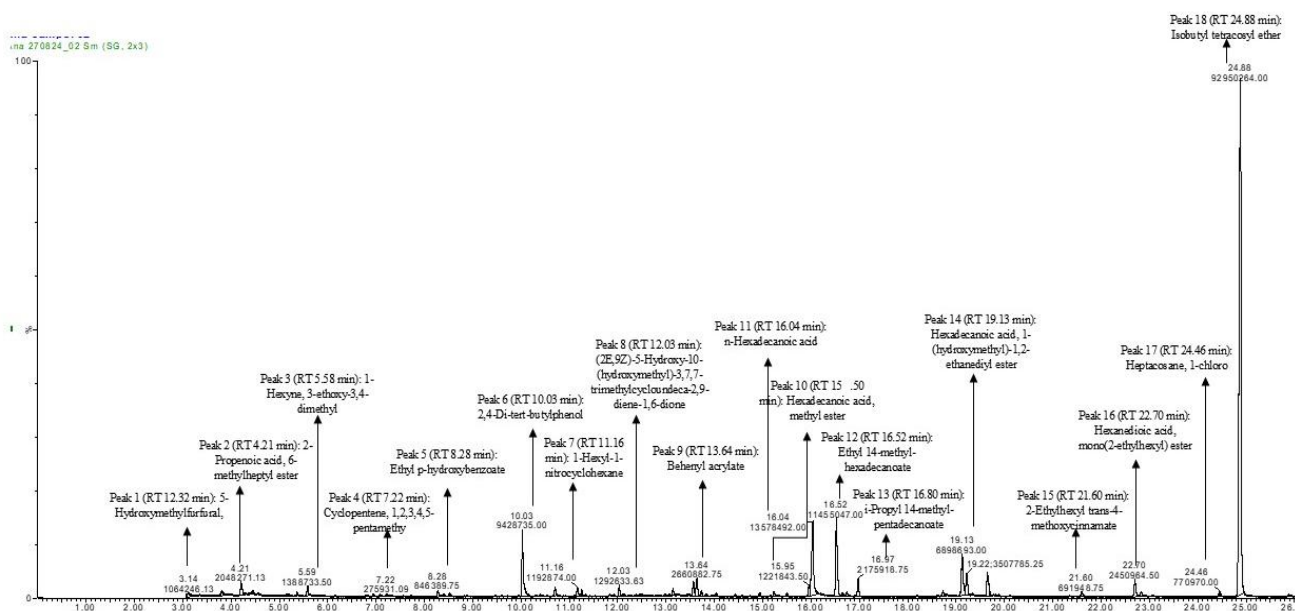 Peak 18 (RT 24.88 min):
Isobutyl tetracosyl ether
.na 270824_02 Sm (SG, 2x3)
100
%
0
24.88
92950264.00
Peak 1 (RT 12.32 min): 5-
Hydroxymethylfurfural,
3.14
1064246.13
Peak 2 (RT 4.21 min): 2-
Propenoic acid, 6-
methylheptyl ester
4.21
2048271.13
Peak 3 (RT 5.58 min): 1-
Hexyne, 3-ethoxy-3,4-
dimethyl
5.59
1388733.50
Peak 4 (RT 7.22 min):
Cyclopentene, 1,2,3,4,5-
pentamethy
7.22
275931.09
Peak 5 (RT 8.28 min):
Ethyl p-hydroxybenzoate
8.28
846389.75
Peak 6 (RT 10.03 min):
2,4-Di-tert-butylphenol
10.03
9428735.00
Peak 7 (RT 11.16
min): 1-Hexyl-1-
nitrocyclohexane
11.16
1192874.00
Peak 8 (RT 12.03 min):
(2E,9Z)-5-Hydroxy-10-
(hydroxymethyl)-3,7,7-
trimethylcycloundeca-2,9-
diene-1,6-dione
12.03
1292633.63
Peak 9 (RT 13.64 min):
Behenyl acrylate
13.64
2660882.75
Peak 11 (RT 16.04 min):
n-Hexadecanoic acid
16.04
13578492.00
Peak 10 (RT 15 .50
min): Hexadecanoic acid,
methyl ester
15.95
1221843.50
Peak 12 (RT 16.52 min):
Ethyl 14-methyl-
hexadecanoate
16.52
11455047.00
Peak 13 (RT 16.80 min):
i-Propyl 14-methyl-
pentadecanoate
16.97
2175918.75
Peak 14 (RT 19.13 min):
Hexadecanoic acid, 1-
(hydroxymethyl)-1,2-
ethanediyl ester
19.13
6898693.00
19.22;3507785.25
Peak 15 (RT 21.60 min):
2-Ethylhexyl trans-4-
methoxycinnamate
21.60
691948.75
Peak 16 (RT 22.70 min):
Hexanedioic acid,
mono(2-ethylhexyl) ester
22.70
2450964.50
Peak 17 (RT 24.46 min):
Heptacosane, 1-chloro
24.46
770970.00
1.00 2.00 3.00 4.00 5.00 6.00 7.00 8.00 9.00 10.00 11.00 12.00 13.00 14.00 15.00 16.00 17.00 18.00 19.00 20.00 21.00 22.00 23.00 24.00 25.00 26.0